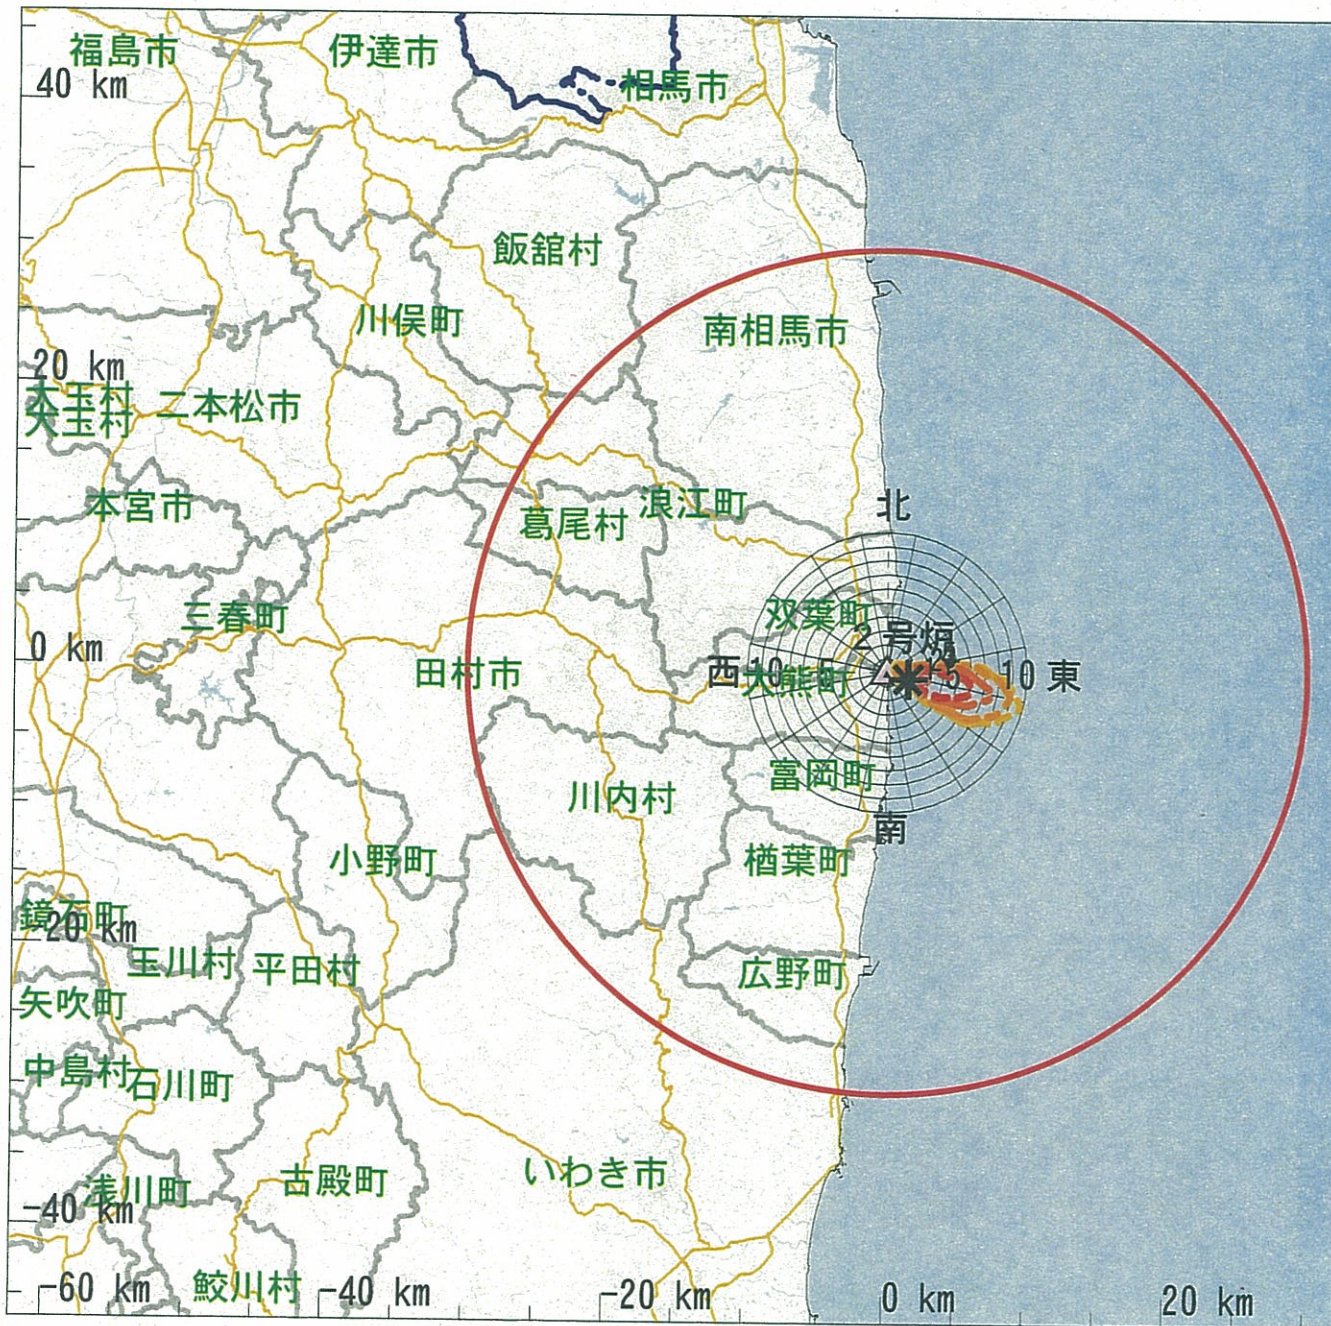 福島市
伊達市
40 km
相馬市
飯舘村
川俣町
南相馬市
20 km
大玉村
大玉村
二本松市
本宮市
葛尾村
浪江町
北
三春町
双葉町
2号炉
0 km
田村市
西
10
5
大熊町
5
10
東
富岡町
川内村
南
小野町
楢葉町
鏡石町
-20 km
玉川村
平田村
広野町
矢吹町
中島村
石川町
いわき市
浅川町
古殿町
-40 km
鮫川村
-60 km
-40 km
-20 km
0 km
20 km